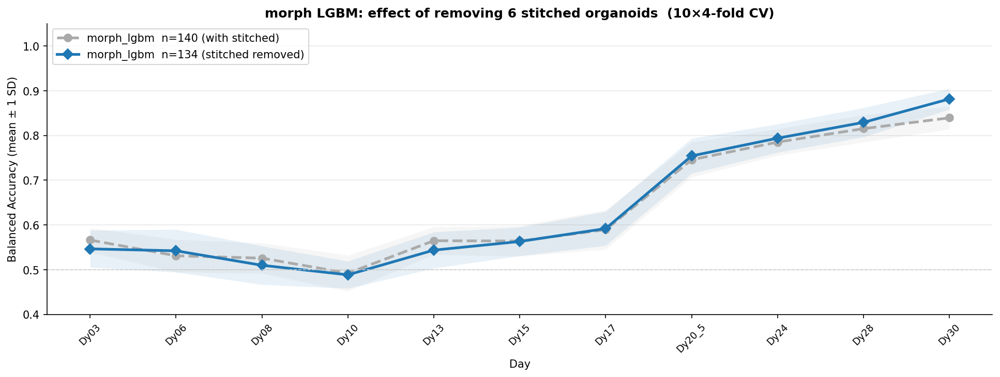 morph LGBM: effect of removing 6 stitched organoids  (10×4-fold CV)
morph_lgbm  n=140 (with stitched)
morph_lgbm  n=134 (stitched removed)
Balanced Accuracy (mean ± 1 SD)
1.0
0.9
0.8
0.7
0.6
0.5
0.4
Dy03
Dy06
Dy08
Dy10
Dy13
Dy15
Dy17
Dy20_5
Dy24
Dy28
Dy30
Day